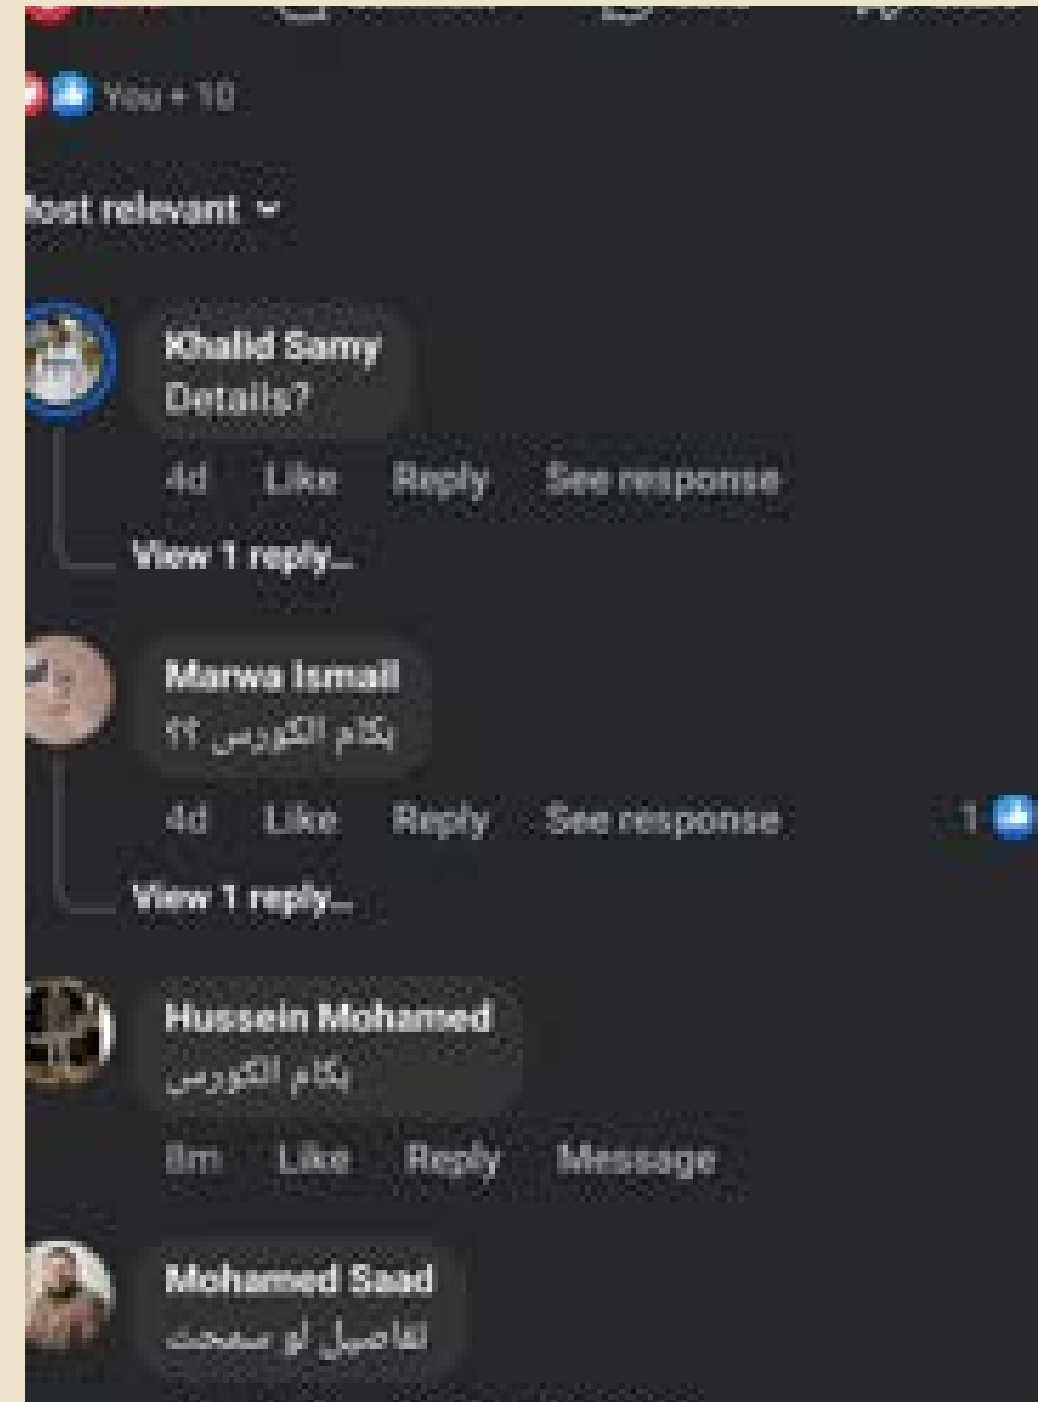 You + 10
Most relevant
Khalid Samy
Details?
4d Like Reply See response
View 1 reply...
Marwa Ismail
بكام الكورس ؟؟
4d Like Reply See response 1
View 1 reply...
Hussein Mohamed
بكام الكورس
8m Like Reply Message
Mohamed Saad
تفاصيل لو سمحت